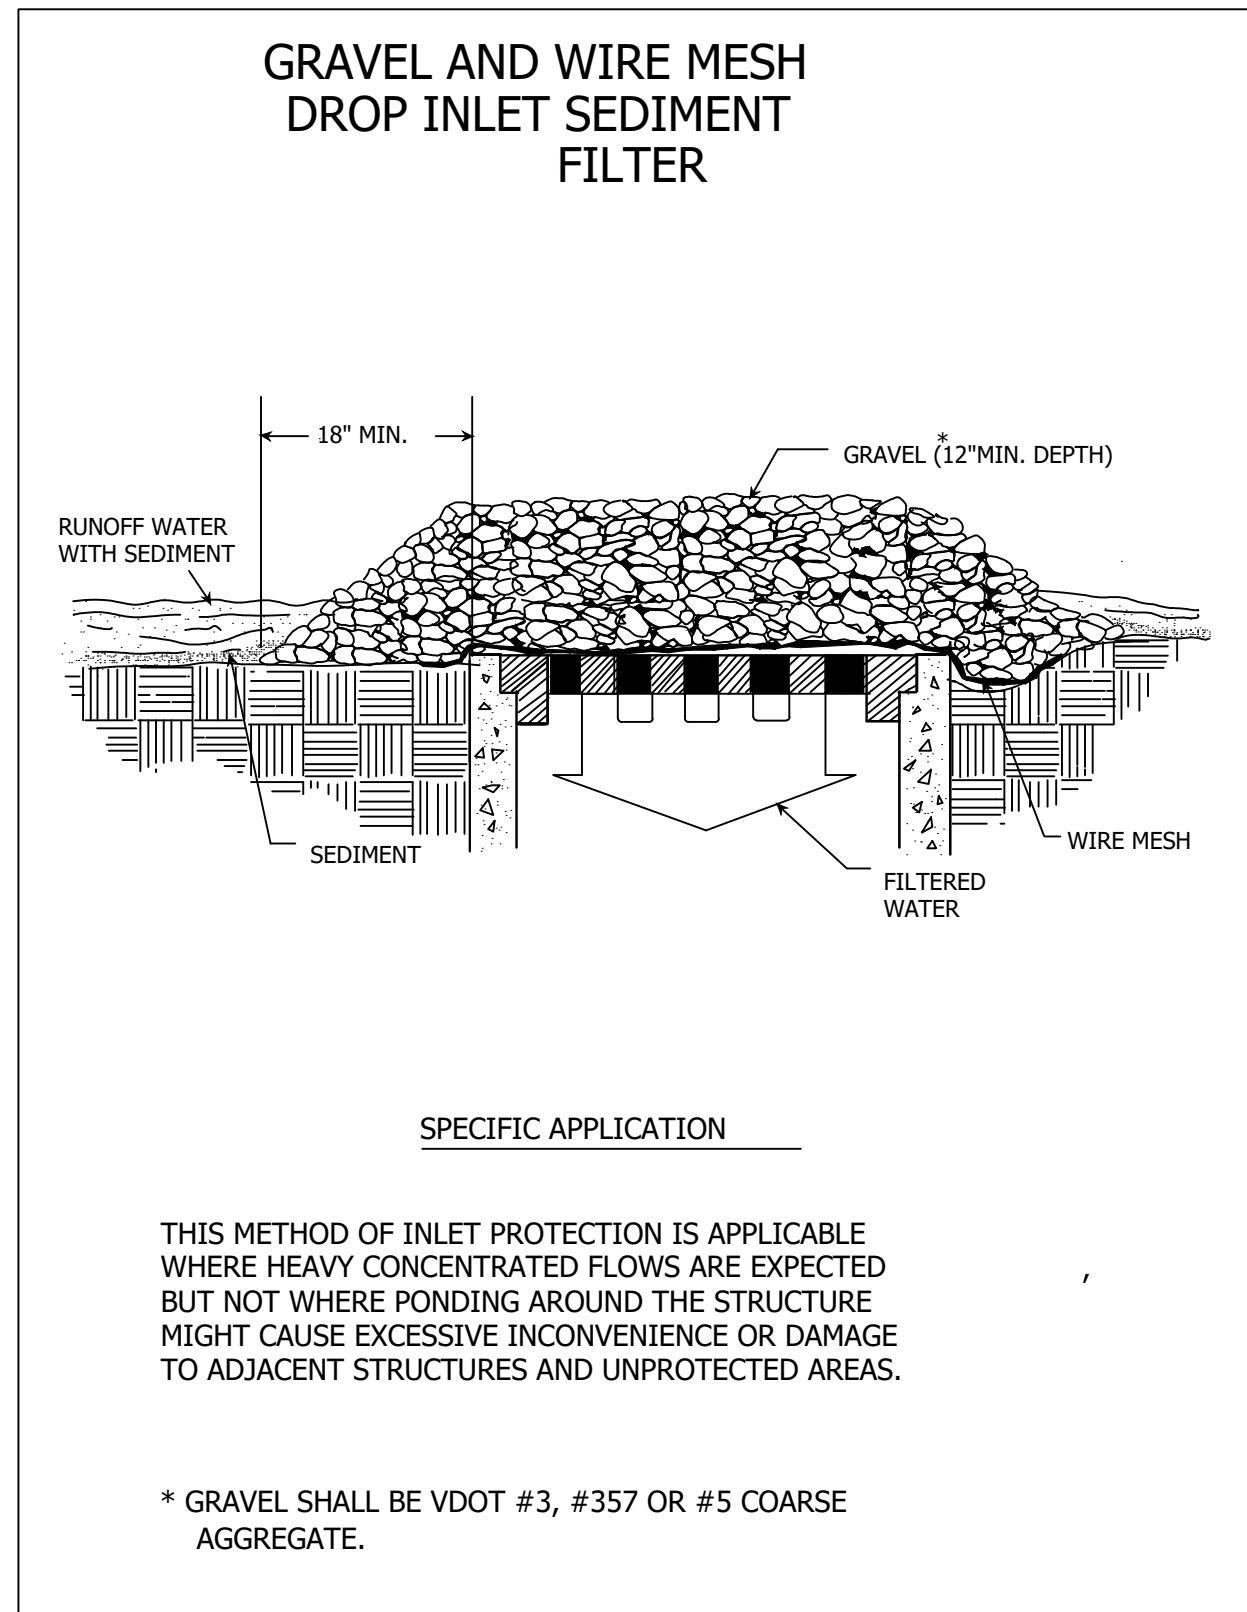 GRAVEL AND WIRE MESH
DROP INLET SEDIMENT
FILTER
18" MIN.
*
GRAVEL (12"MIN. DEPTH)
RUNOFF WATER
WITH SEDIMENT
SEDIMENT
WIRE MESH
FILTERED
WATER
SPECIFIC APPLICATION
THIS METHOD OF INLET PROTECTION IS APPLICABLE
WHERE HEAVY CONCENTRATED FLOWS ARE EXPECTED
,
BUT NOT WHERE PONDING AROUND THE STRUCTURE
MIGHT CAUSE EXCESSIVE INCONVENIENCE OR DAMAGE
TO ADJACENT STRUCTURES AND UNPROTECTED AREAS.
* GRAVEL SHALL BE VDOT #3, #357 OR #5 COARSE
AGGREGATE.